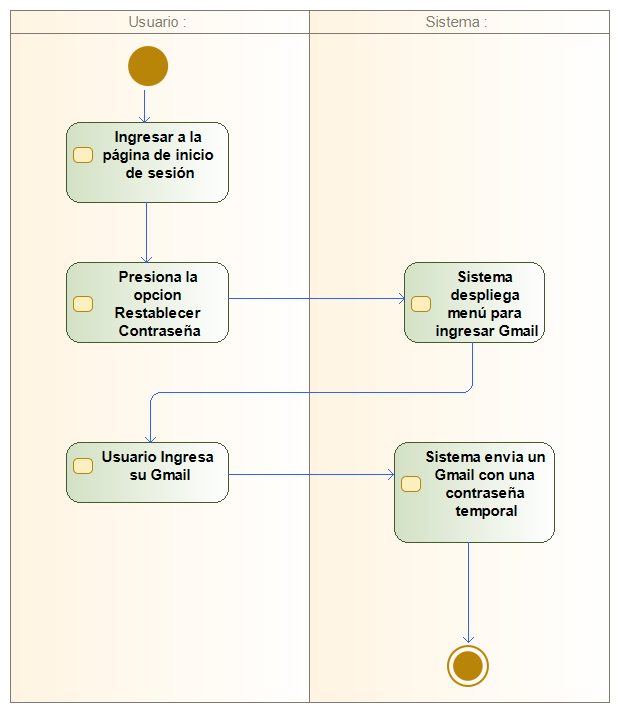 Usuario :
Sistema :
Ingresar a la
página de inicio
de sesión
Presiona la
opcion
Restablecer
Contraseña
Sistema
despliega
menú para
ingresar Gmail
Usuario Ingresa
su Gmail
Sistema envia un
Gmail con una
contraseña
temporal